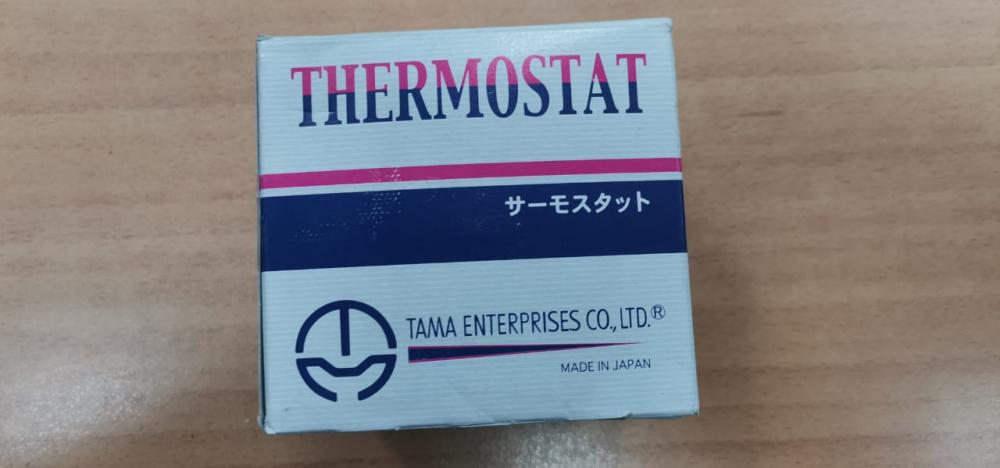 THERMOSTAT
サーモスタット
TAMA ENTERPRISES CO., LTD.®
MADE IN JAPAN